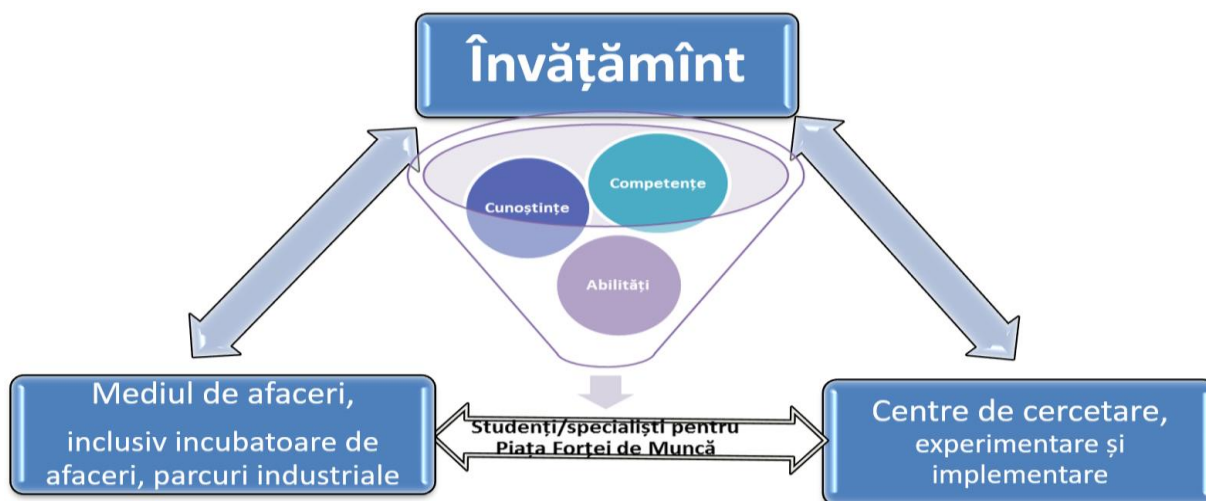 Învățămînt
Competențe
Cunoștințe
Abilități
Mediul de afaceri,
inclusiv incubatoare de
afaceri, parcuri industriale
Studenți/specialiști pentru
Piața Forței de Muncă
Centre de cercetare,
experimentare și
implementare